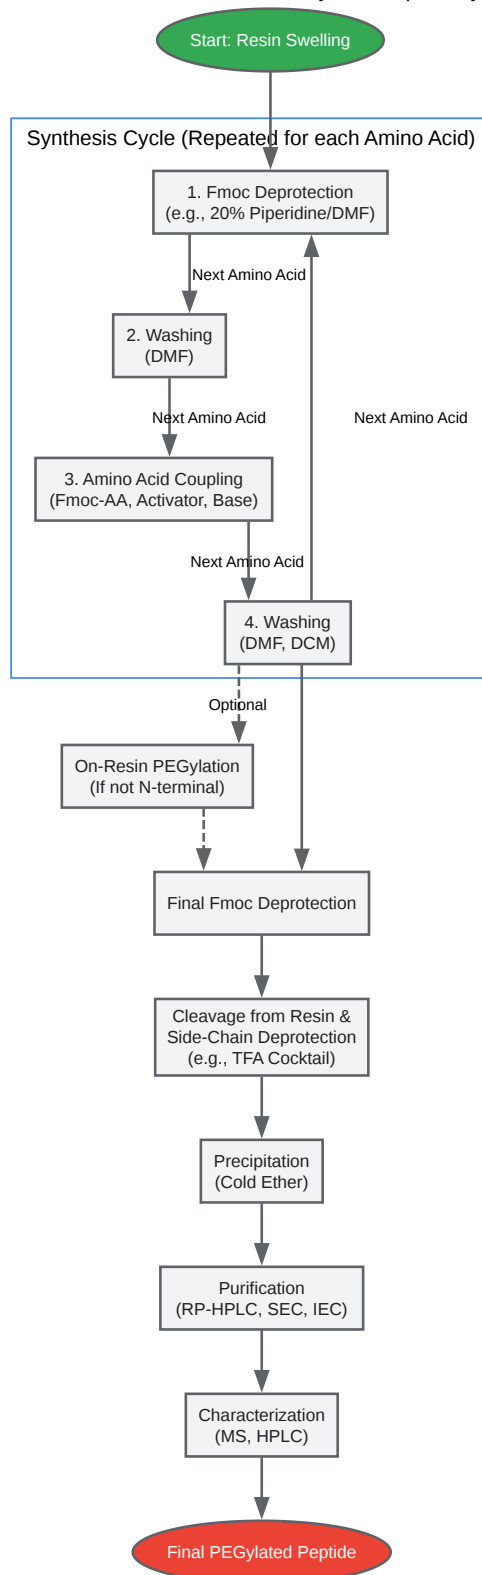 Start: Resin Swelling
Synthesis Cycle (Repeated for each Amino Acid)
1. Fmoc Deprotection
(e.g., 20% Piperidine/DMF)
Next Amino Acid
2. Washing
(DMF)
Next Amino Acid
Next Amino Acid
3. Amino Acid Coupling
(Fmoc-AA, Activator, Base)
Next Amino Acid
4. Washing
(DMF, DCM)
Optional
On-Resin PEGylation
(If not N-terminal)
Final Fmoc Deprotection
Cleavage from Resin &
Side-Chain Deprotection
(e.g., TFA Cocktail)
Precipitation
(Cold Ether)
Purification
(RP-HPLC, SEC, IEC)
Characterization
(MS, HPLC)
Final PEGylated Peptide